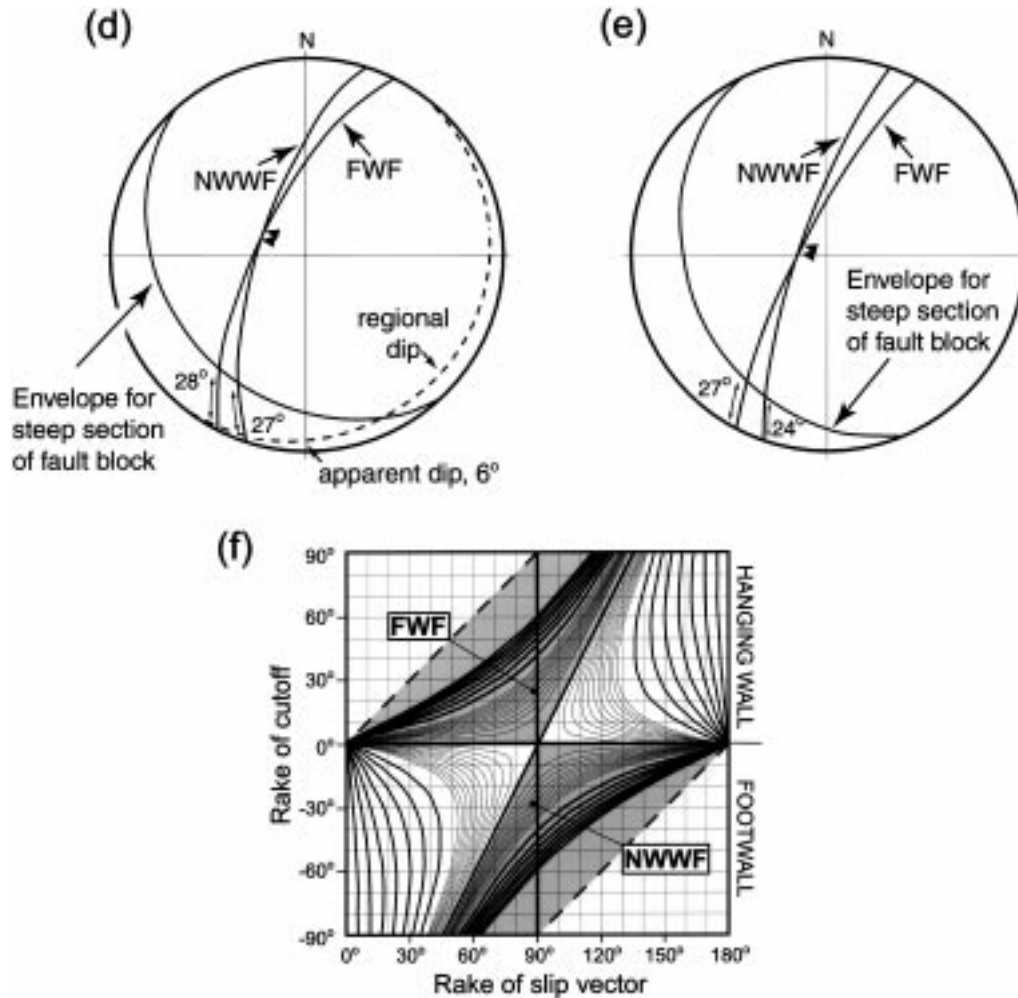 (d)
N
NWWF
FWF
regional
dip
28°
27°
Envelope for
steep section
of fault block
apparent dip, 6°
(e)
N
NWWF
FWF
Envelope for
steep section
of fault block
27°
24°
(f)
90°
60°
30°
0°
-30°
-60°
-90°
Rake of cutoff
FWF
NWWF
HANGING WALL
FOOTWALL
0°
30°
60°
90°
120°
150°
180°
Rake of slip vector